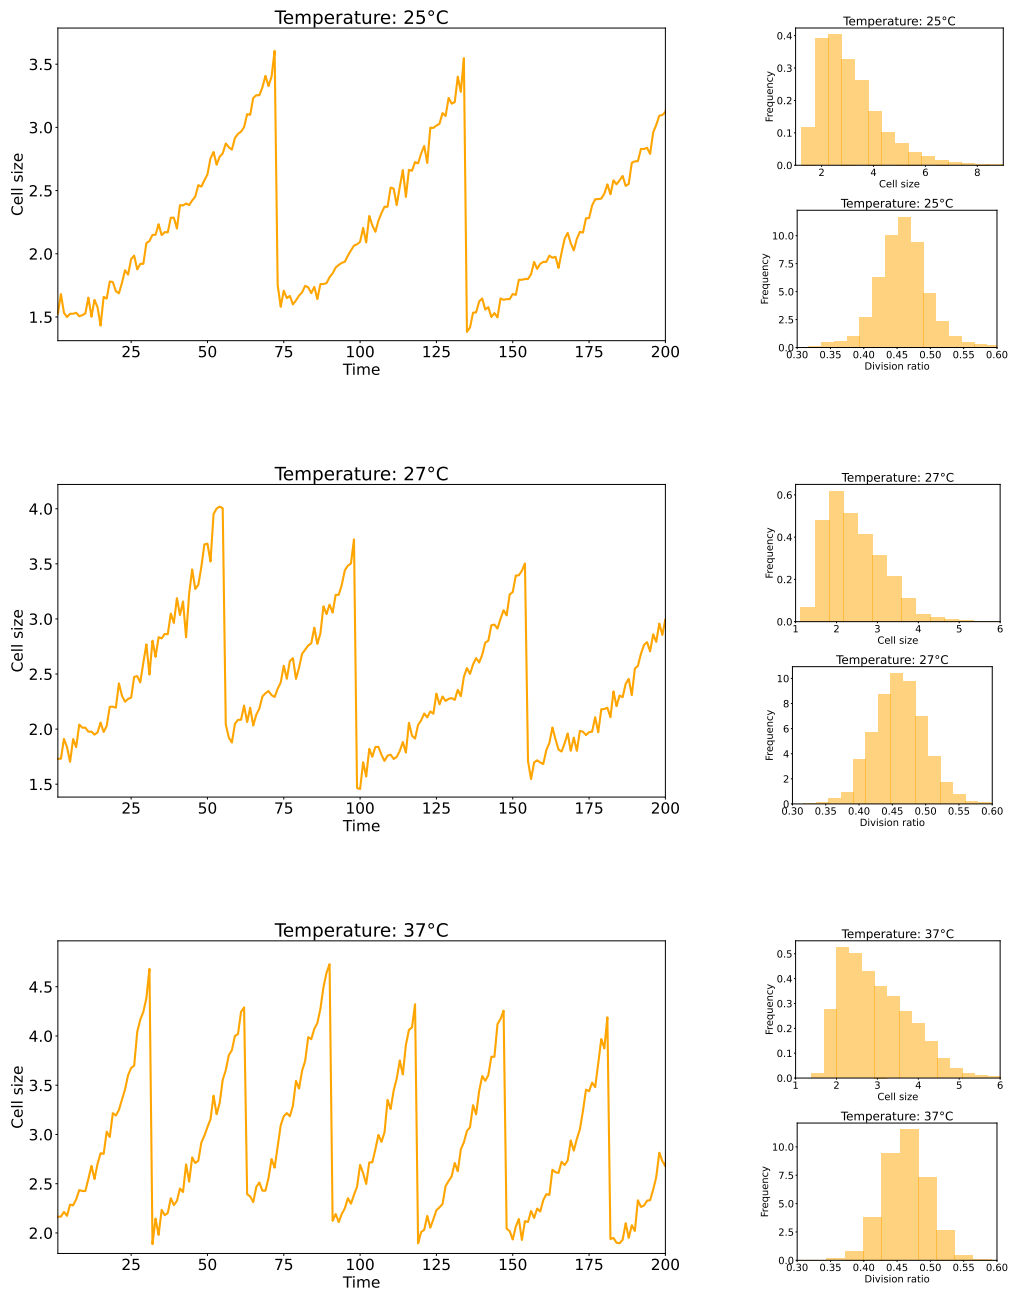 Temperature: 25°C
Cell size
3.5
3.0
2.5
2.0
1.5
25 50 75 100 125 150 175 200
Time
Temperature: 25°C
Frequency
0.4
0.3
0.2
0.1
0.0
2 4 6 8
Cell size
Temperature: 25°C
Frequency
10.0
7.5
5.0
2.5
0.0
0.30 0.35 0.40 0.45 0.50 0.55 0.60
Division ratio
Temperature: 27°C
Cell size
4.0
3.5
3.0
2.5
2.0
1.5
25 50 75 100 125 150 175 200
Time
Temperature: 27°C
Frequency
0.6
0.4
0.2
0.0
1 2 3 4 5 6
Cell size
Temperature: 27°C
Frequency
10
8
6
4
2
0
0.30 0.35 0.40 0.45 0.50 0.55 0.60
Division ratio
Temperature: 37°C
Cell size
4.5
4.0
3.5
3.0
2.5
2.0
25 50 75 100 125 150 175 200
Time
Temperature: 37°C
Frequency
0.5
0.4
0.3
0.2
0.1
0.0
1 2 3 4 5 6
Cell size
Temperature: 37°C
Frequency
10.0
7.5
5.0
2.5
0.0
0.30 0.35 0.40 0.45 0.50 0.55 0.60
Division ratio